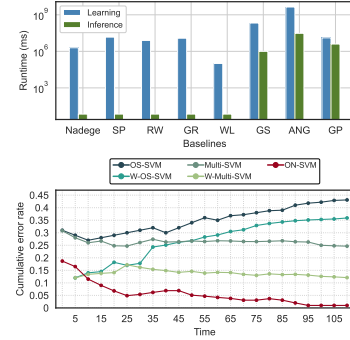 10^9
10^6
10^3
Runtime (ms)
Learning
Inference
Nadege SP RW GR WL GS ANG GP
Baselines
OS-SVM Multi-SVM ON-SVM
W-OS-SVM W-Multi-SVM
0.45
0.4
0.35
0.3
0.25
0.2
0.15
0.1
0.05
0
Cumulative error rate
5 15 25 35 45 55 65 75 85 95 105
Time